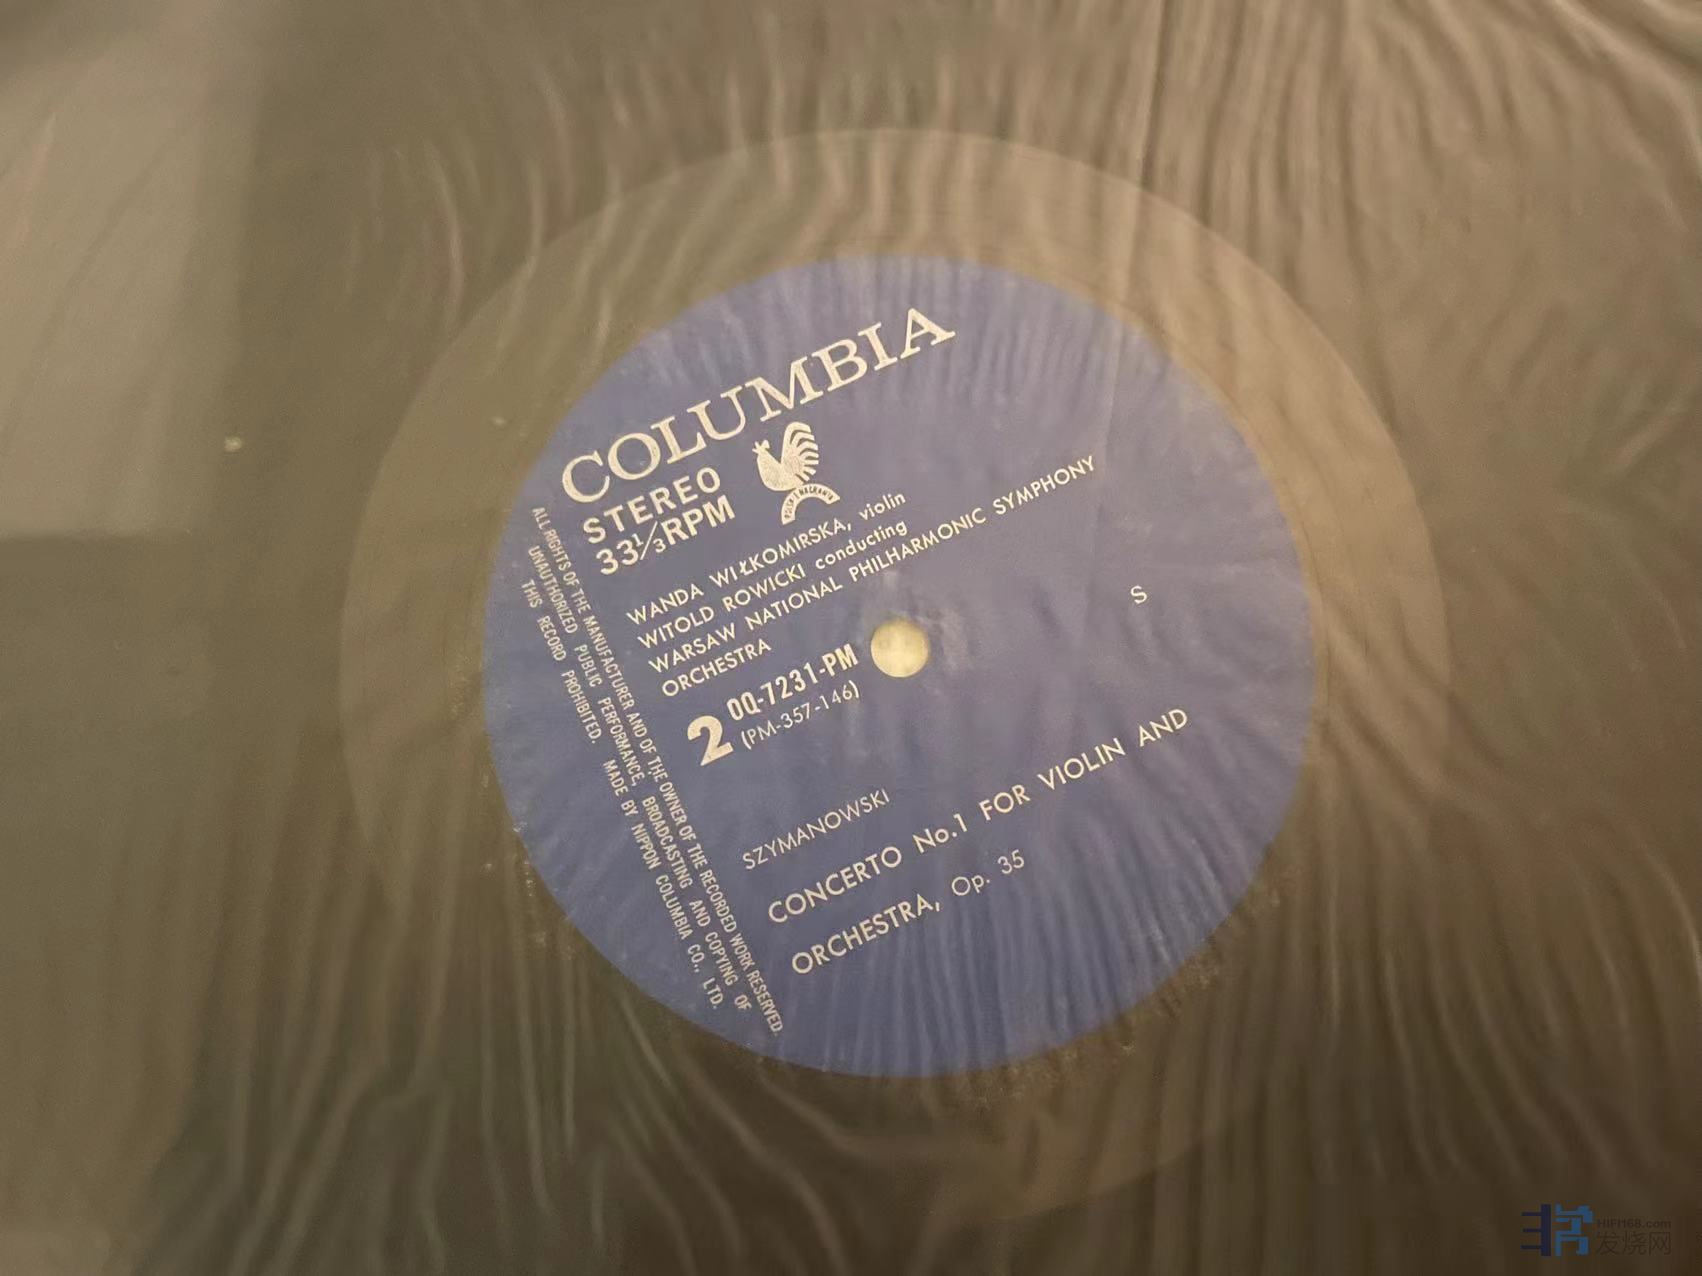 COLUMBIA
STEREO
33⅓RPM
POLSKIE NAGRANIA
WANDA WIŁKOMIRSKA, violin
WITOLD ROWICKI conducting
WARSAW NATIONAL PHILHARMONIC SYMPHONY
ORCHESTRA
S
2
OQ-7231-PM
(PM-357-146)
SZYMANOWSKI
CONCERTO No.1 FOR VIOLIN AND
ORCHESTRA, Op. 35
ALL RIGHTS OF THE MANUFACTURER AND OF THE OWNER OF THE RECORDED WORK RESERVED.
UNAUTHORIZED PUBLIC PERFORMANCE, BROADCASTING AND COPYING OF
THIS RECORD PROHIBITED. MADE BY NIPPON COLUMBIA CO., LTD.
HIFI168.com
发烧网